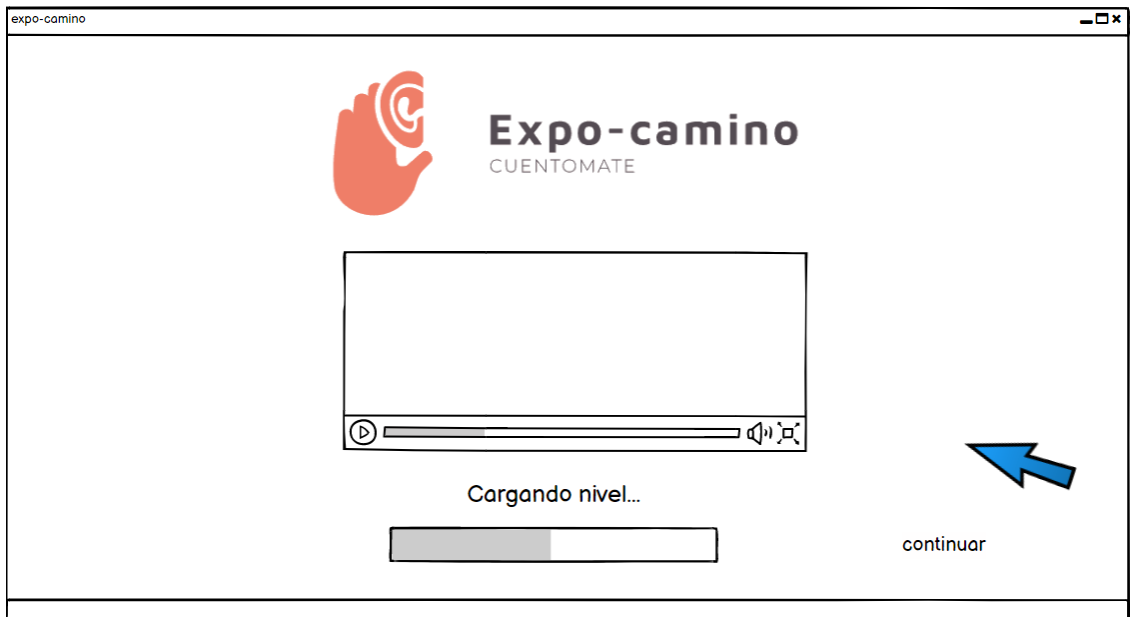 expo-camino
Expo-camino
CUENTOMATE
Cargando nivel...
continuar